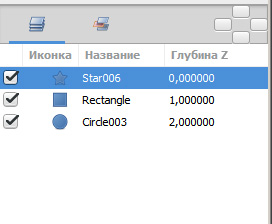 Иконка Название Глубина Z
Star006 0,000000
Rectangle 1,000000
Circle003 2,000000